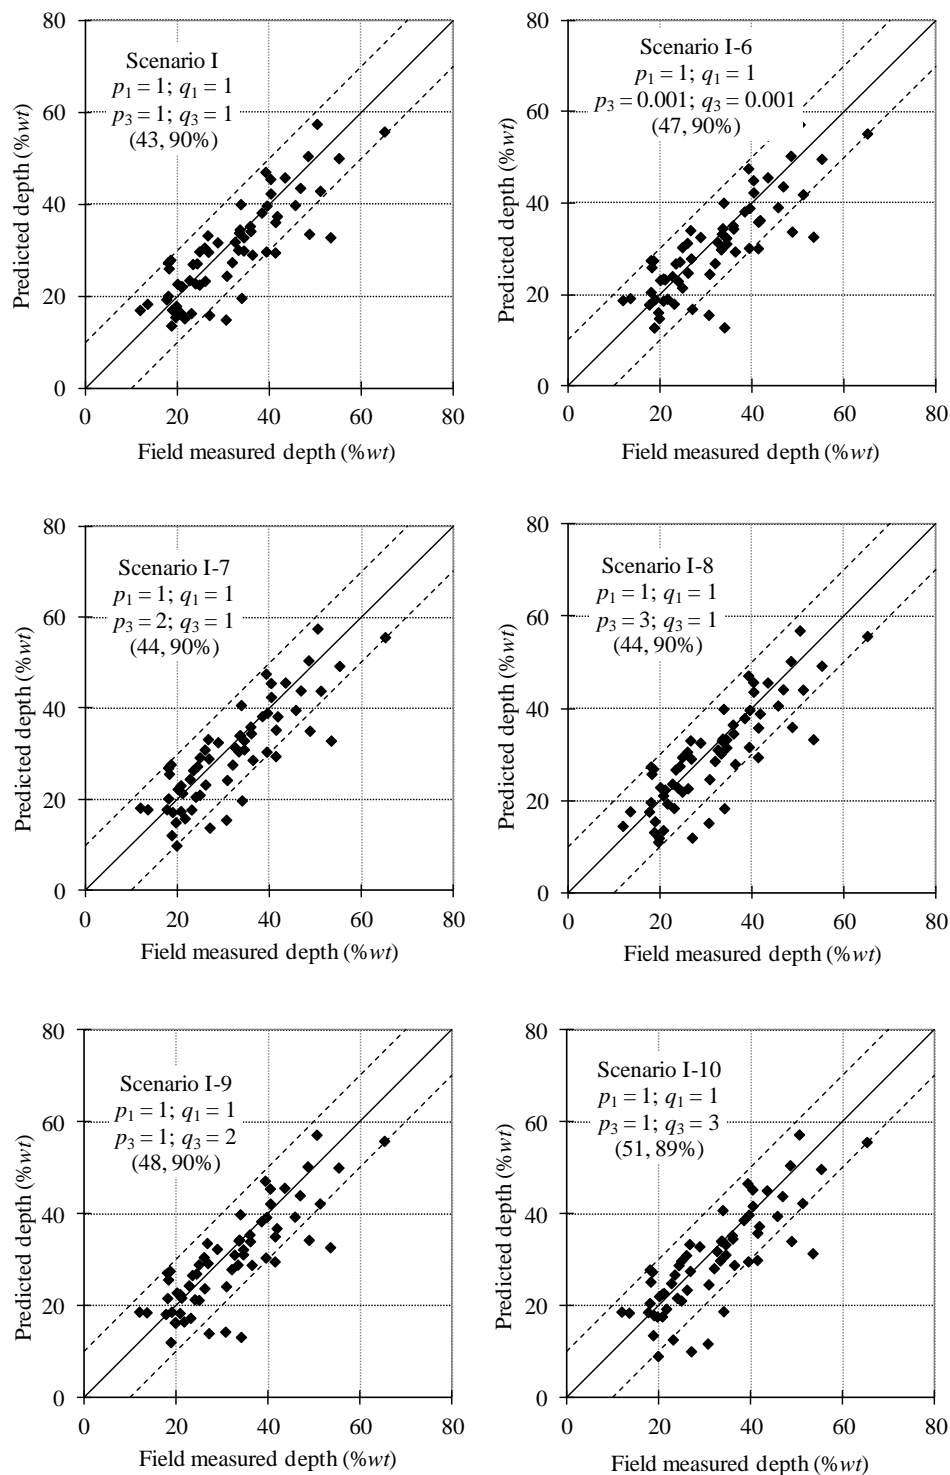 80
60
40
20
0
Predicted depth (%wt)
Scenario I
p₁ = 1; q₁ = 1
p₃ = 1; q₃ = 1
(43, 90%)
0 20 40 60 80
Field measured depth (%wt)
80
60
40
20
0
Predicted depth (%wt)
Scenario I-6
p₁ = 1; q₁ = 1
p₃ = 0.001; q₃ = 0.001
(47, 90%)
0 20 40 60 80
Field measured depth (%wt)
80
60
40
20
0
Predicted depth (%wt)
Scenario I-7
p₁ = 1; q₁ = 1
p₃ = 2; q₃ = 1
(44, 90%)
0 20 40 60 80
Field measured depth (%wt)
80
60
40
20
0
Predicted depth (%wt)
Scenario I-8
p₁ = 1; q₁ = 1
p₃ = 3; q₃ = 1
(44, 90%)
0 20 40 60 80
Field measured depth (%wt)
80
60
40
20
0
Predicted depth (%wt)
Scenario I-9
p₁ = 1; q₁ = 1
p₃ = 1; q₃ = 2
(48, 90%)
0 20 40 60 80
Field measured depth (%wt)
80
60
40
20
0
Predicted depth (%wt)
Scenario I-10
p₁ = 1; q₁ = 1
p₃ = 1; q₃ = 3
(51, 89%)
0 20 40 60 80
Field measured depth (%wt)